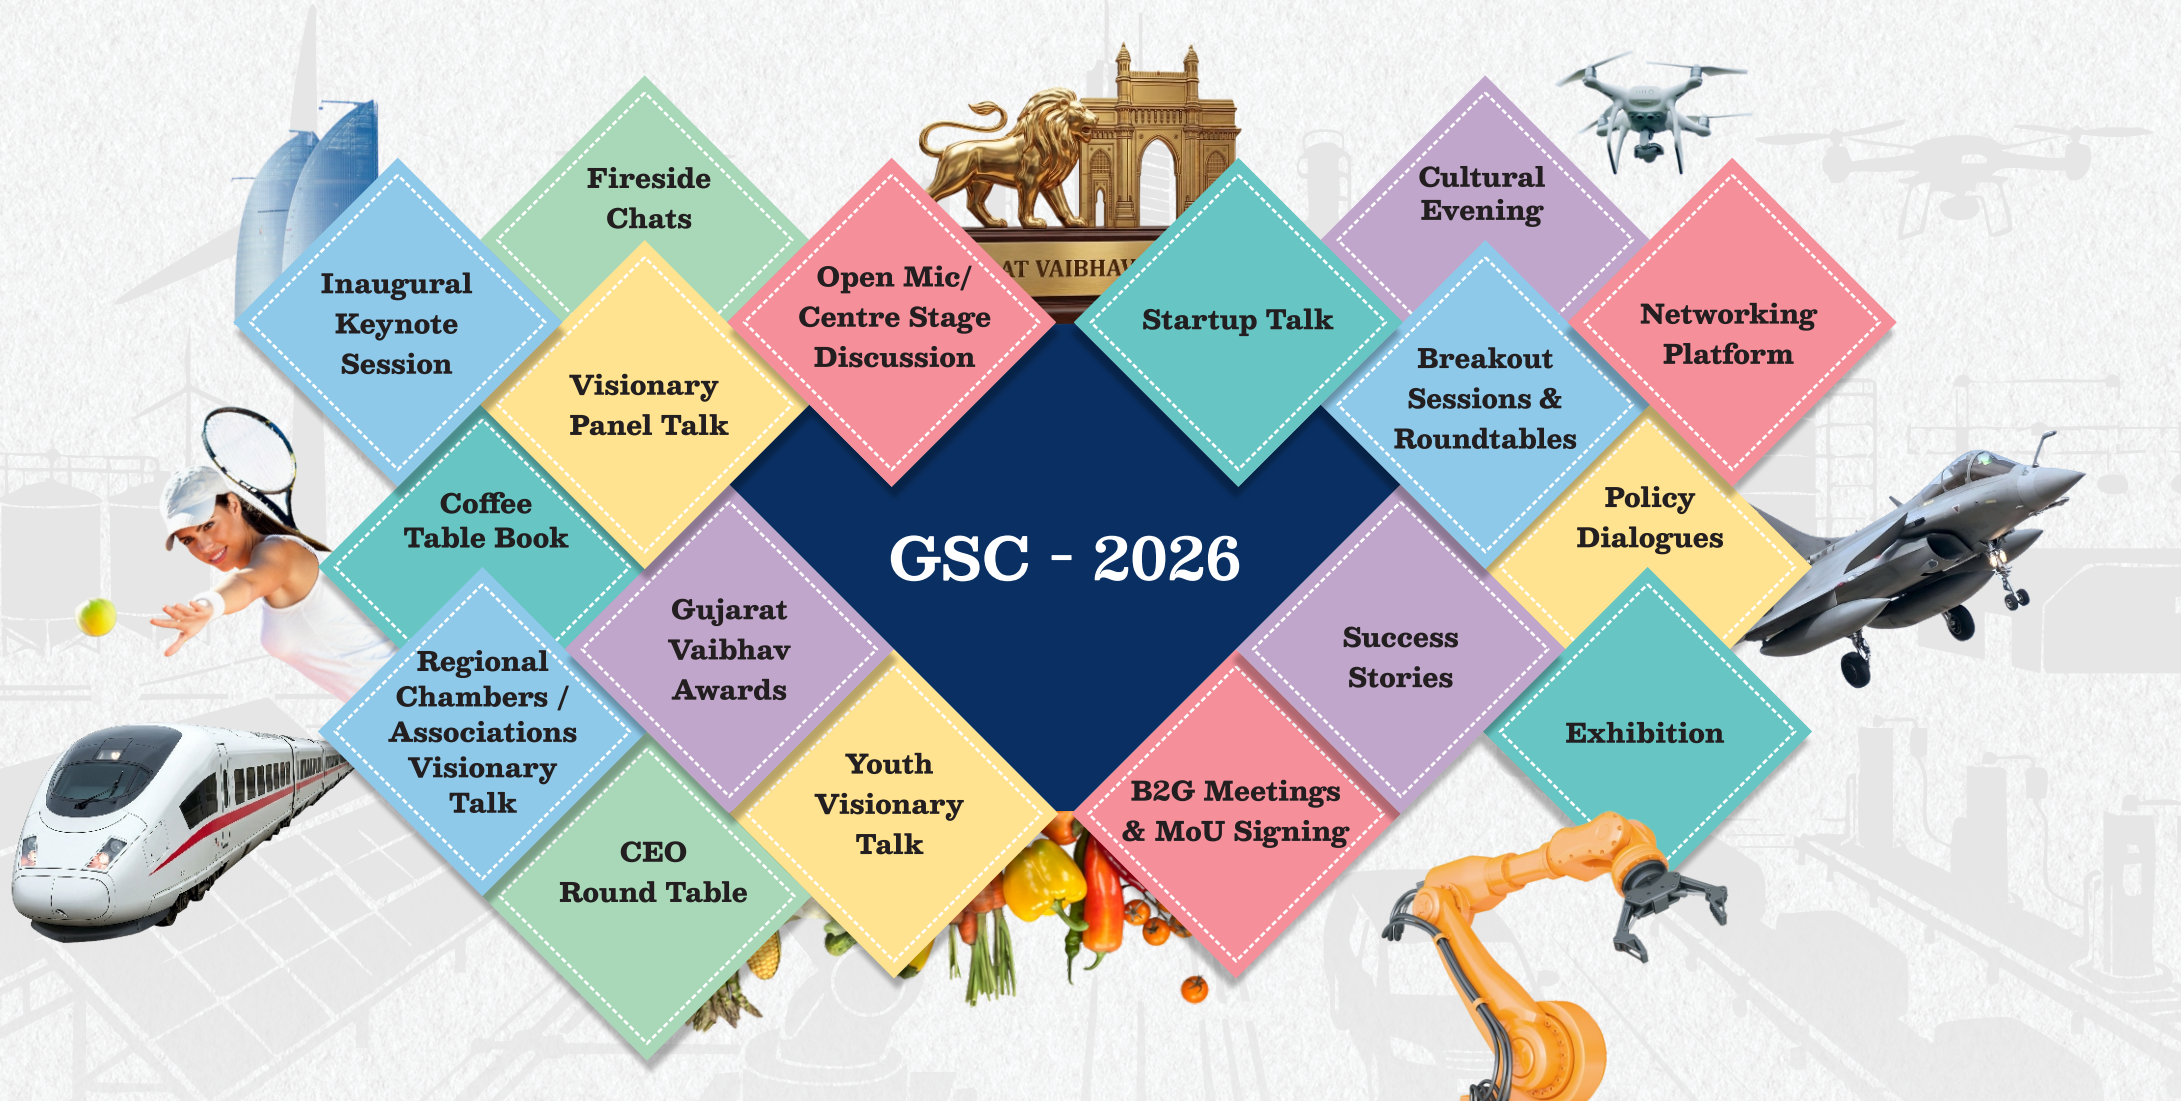 Fireside
Chats
Cultural
Evening
Inaugural
Keynote
Session
Open Mic/
Centre Stage
Discussion
AT VAIBHAV
Startup Talk
Networking
Platform
Visionary
Panel Talk
Breakout
Sessions &
Roundtables
Coffee
Table Book
GSC - 2026
Policy
Dialogues
Gujarat
Vaibhav
Awards
Success
Stories
Regional
Chambers /
Associations
Visionary
Talk
Exhibition
Youth
Visionary
Talk
B2G Meetings
& MoU Signing
CEO
Round Table